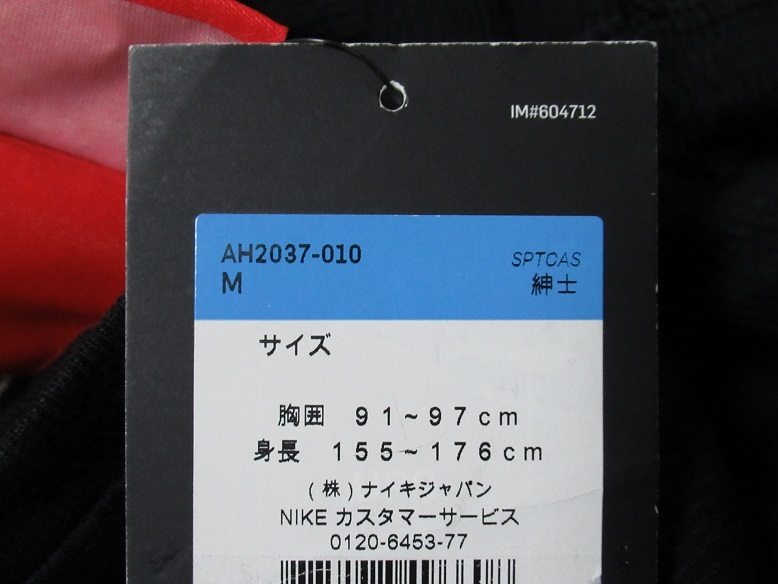 IM#604712
AH2037-010
SPTCAS
M
紳士
サイズ
胸囲 91~97cm
身長 155~176cm
(株)ナイキジャパン
NIKE カスタマーサービス
0120-6453-77